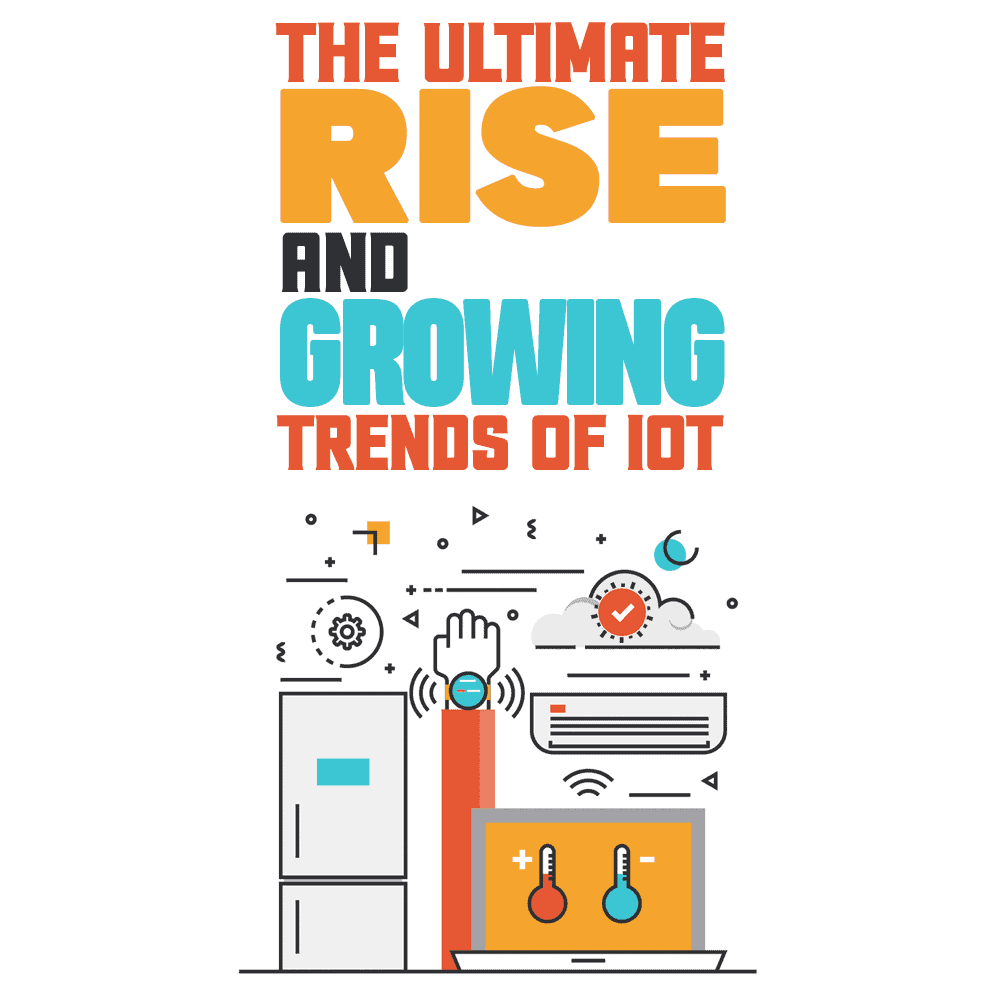 THE ULTIMATE
RISE
AND
GROWING
TRENDS OF IOT